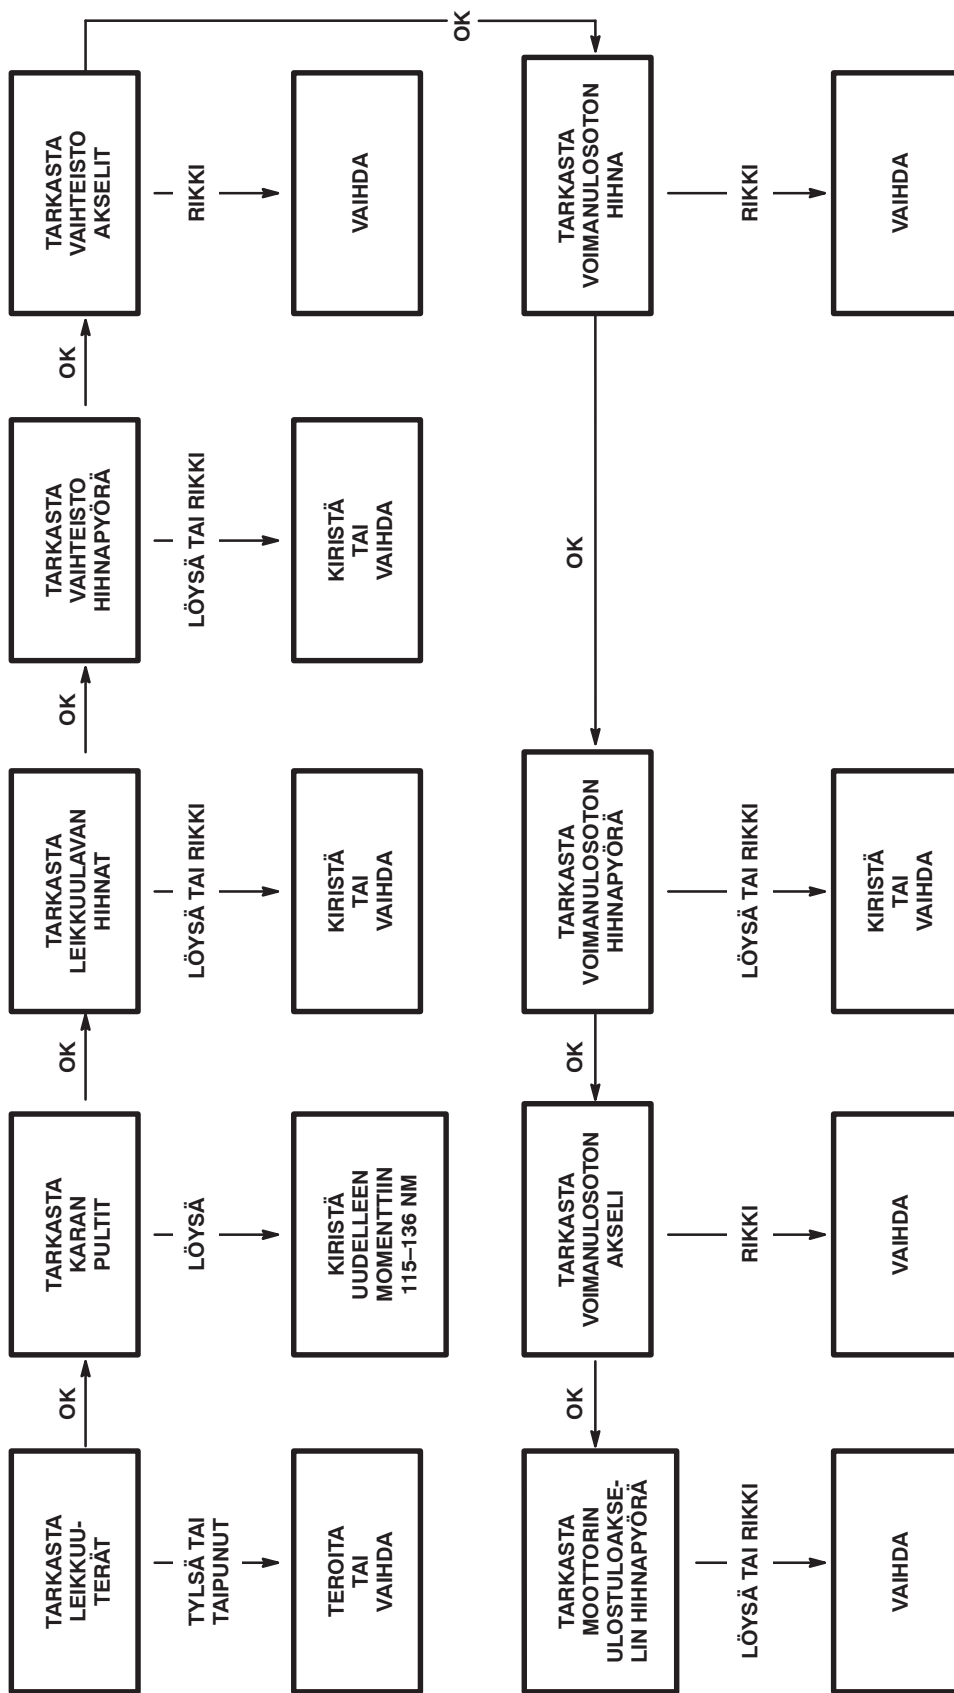 TARKASTA
LEIKKUU-
TERÄT
OK
TARKASTA
KARAN
PULTIT
OK
TARKASTA
LEIKKUULAVAN
HIHNAT
OK
TARKASTA
VAIHTEISTO
HIHNAPYÖRÄ
OK
TARKASTA
VAIHTEISTO
AKSELIT
OK
TYLSÄ TAI
TAIPUNUT
LÖYSÄ
LÖYSÄ TAI RIKKI
LÖYSÄ TAI RIKKI
RIKKI
TEROITA
TAI
VAIHDA
KIRISTÄ
UUDELLEEN
MOMENTTIIN
115–136 NM
KIRISTÄ
TAI
VAIHDA
KIRISTÄ
TAI
VAIHDA
VAIHDA
TARKASTA
MOOTTORIN
ULOSTULOAKSE-
LIN HIHNAPYÖRÄ
OK
TARKASTA
VOIMANULOSOTON
AKSELI
OK
TARKASTA
VOIMANULOSOTON
HIHNAPYÖRÄ
OK
TARKASTA
VOIMANULOSOTON
HIHNA
LÖYSÄ TAI RIKKI
RIKKI
LÖYSÄ TAI RIKKI
RIKKI
VAIHDA
VAIHDA
KIRISTÄ
TAI
VAIHDA
VAIHDA